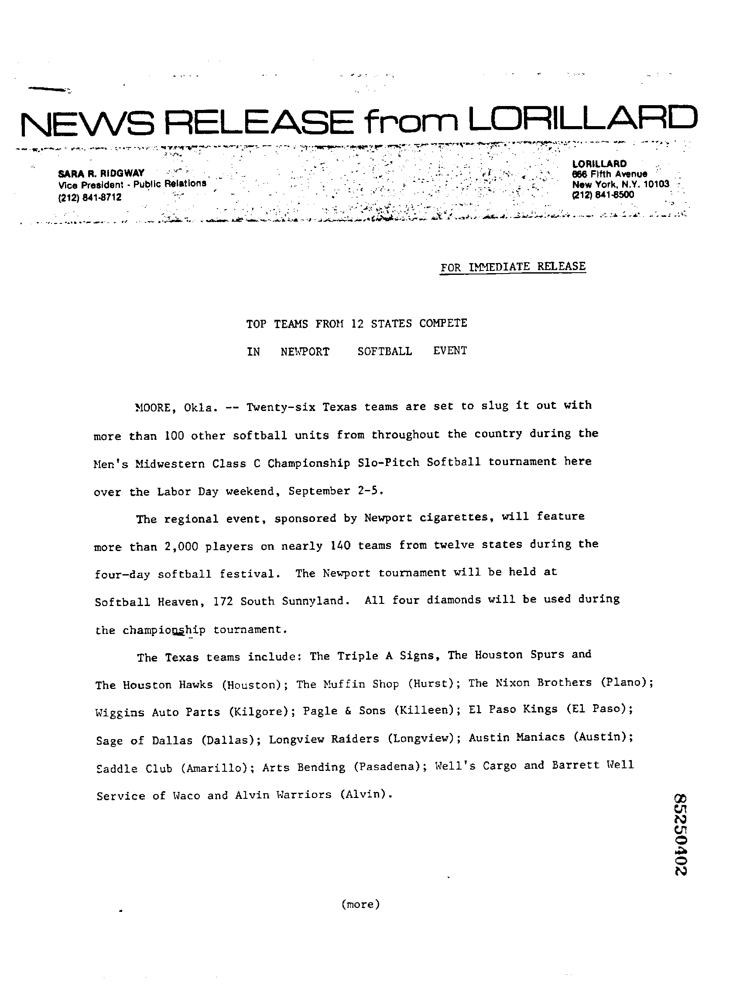 NEWS RELEASE from LORILLARD
SARA R. RIDGWAY
Vice President - Public Relations
(212) 841-8712
LORILLARD
666 Fifth Avenue
New York, N.Y. 10103
(212) 841-8500
FOR IMMEDIATE RELEASE
TOP TEAMS FROM 12 STATES COMPETE
IN NEWPORT SOFTBALL EVENT
MOORE, Okla. -- Twenty-six Texas teams are set to slug it out with
more than 100 other softball units from throughout the country during the
Men's Midwestern Class C Championship Slo-Pitch Softball tournament here
over the Labor Day weekend, September 2-5.
The regional event, sponsored by Newport cigarettes, will feature
more than 2,000 players on nearly 140 teams from twelve states during the
four-day softball festival. The Newport tournament will be held at
Softball Heaven, 172 South Sunnyland. All four diamonds will be used during
the championship tournament.
The Texas teams include: The Triple A Signs, The Houston Spurs and
The Houston Hawks (Houston); The Muffin Shop (Hurst); The Nixon Brothers (Plano);
Wiggins Auto Parts (Kilgore); Pagle & Sons (Killeen); El Paso Kings (El Paso);
Sage of Dallas (Dallas); Longview Raiders (Longview); Austin Maniacs (Austin);
Saddle Club (Amarillo); Arts Bending (Pasadena); Well's Cargo and Barrett Well
Service of Waco and Alvin Warriors (Alvin).
(more)
85250402